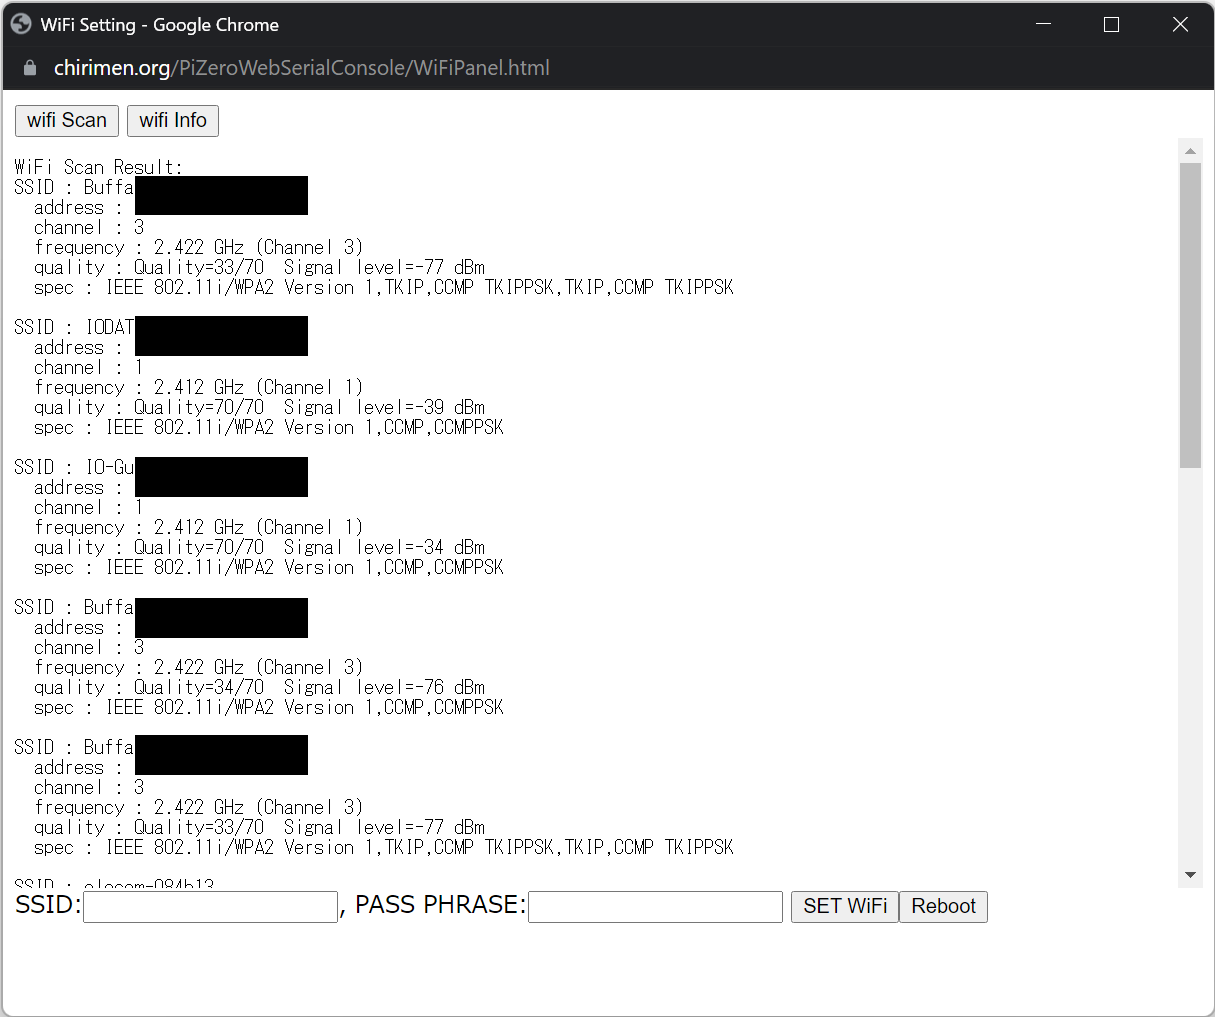 WiFi Setting - Google Chrome
chirimen.org/PiZeroWebSerialConsole/WiFiPanel.html
wifi Scan wifi Info
WiFi Scan Result:
SSID : Buffa
address :
channel : 3
frequency : 2.422 GHz (Channel 3)
quality : Quality=33/70  Signal level=-77 dBm
spec : IEEE 802.11i/WPA2 Version 1,TKIP,CCMP TKIPPSK,TKIP,CCMP TKIPPSK
SSID : IODAT
address :
channel : 1
frequency : 2.412 GHz (Channel 1)
quality : Quality=70/70  Signal level=-39 dBm
spec : IEEE 802.11i/WPA2 Version 1,CCMP,CCMPPSK
SSID : IO-Gu
address :
channel : 1
frequency : 2.412 GHz (Channel 1)
quality : Quality=70/70  Signal level=-34 dBm
spec : IEEE 802.11i/WPA2 Version 1,CCMP,CCMPPSK
SSID : Buffa
address :
channel : 3
frequency : 2.422 GHz (Channel 3)
quality : Quality=34/70  Signal level=-76 dBm
spec : IEEE 802.11i/WPA2 Version 1,CCMP,CCMPPSK
SSID : Buffa
address :
channel : 3
frequency : 2.422 GHz (Channel 3)
quality : Quality=33/70  Signal level=-77 dBm
spec : IEEE 802.11i/WPA2 Version 1,TKIP,CCMP TKIPPSK,TKIP,CCMP TKIPPSK
SSID :
SSID: , PASS PHRASE: SET WiFi Reboot